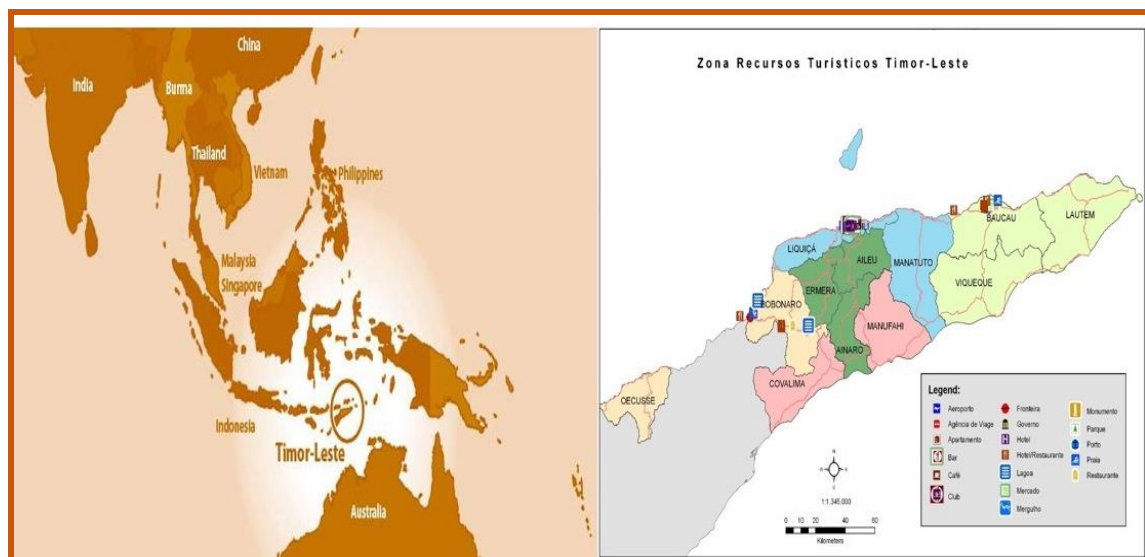 China
India
Burma
Thailand
Vietnam
Philippines
Malaysia
Singapore
Indonesia
Timor-Leste
Australia
Zona Recursos Turísticos Timor-Leste
BAUCAU
LAUTEM
LIQUIÇÁ
AILEU
MANATUTO
VIQUEQUE
ERMERA
BOBONARO
MANUFAHI
AINARO
COVALIMA
OECUSSE
Legend:
Aeroporto
Agência de Viage
Apartamento
Bar
Café
Club
Fronteira
Governo
Hotel
Hotel/Restaurante
Lagoa
Mercado
Mergulho
Monumento
Parque
Porto
Praia
Restaurante
1:1,345,000
0 5 10 20 40 60
Kilometers